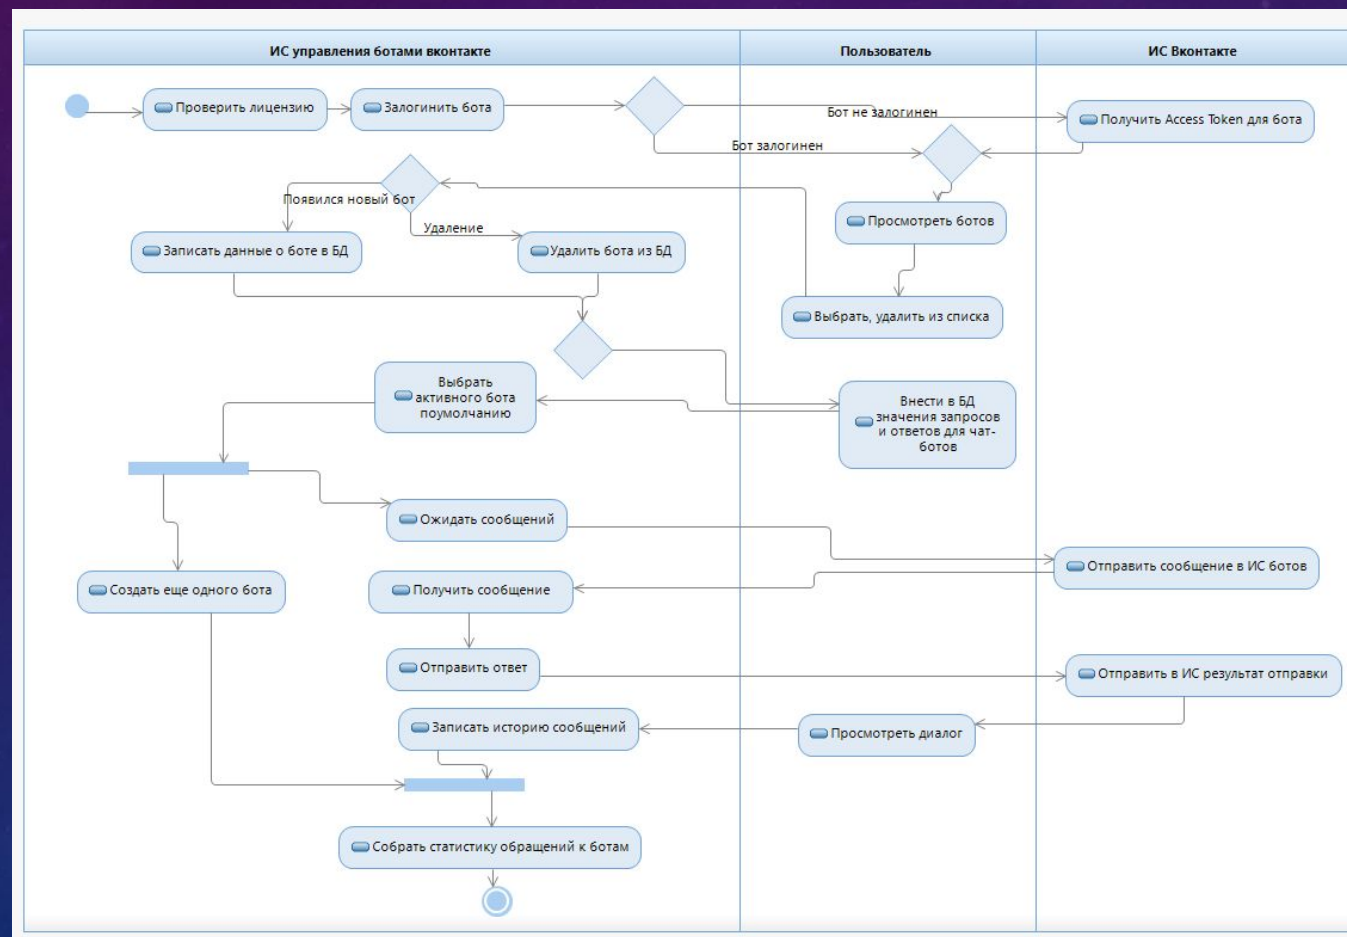 ИС управления ботами вконтакте
Пользователь
ИС Вконтакте
Проверить лицензию
Залогинить бота
Бот не залогинен
Получить Access Token для бота
Бот залогинен
Появился новый бот
Удаление
Просмотреть ботов
Записать данные о боте в БД
Удалить бота из БД
Выбрать, удалить из списка
Выбрать
активного бота
поумолчанию
Внести в БД
значения запросов
и ответов для чат-
ботов
Ожидать сообщений
Отправить сообщение в ИС ботов
Создать еще одного бота
Получить сообщение
Отправить ответ
Отправить в ИС результат отправки
Записать историю сообщений
Просмотреть диалог
Собрать статистику обращений к ботам